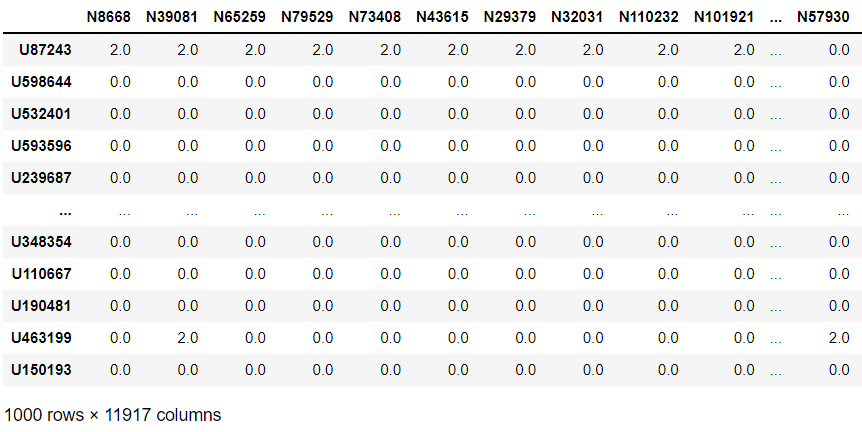 N8668 N39081 N65259 N79529 N73408 N43615 N29379 N32031 N110232 N101921 ... N57930
U87243 2.0 2.0 2.0 2.0 2.0 2.0 2.0 2.0 2.0 2.0 ... 0.0
U598644 0.0 0.0 0.0 0.0 0.0 0.0 0.0 0.0 0.0 0.0 ... 0.0
U532401 0.0 0.0 0.0 0.0 0.0 0.0 0.0 0.0 0.0 0.0 ... 0.0
U593596 0.0 0.0 0.0 0.0 0.0 0.0 0.0 0.0 0.0 0.0 ... 0.0
U239687 0.0 0.0 0.0 0.0 0.0 0.0 0.0 0.0 0.0 0.0 ... 0.0
... ... ... ... ... ... ... ... ... ... ... ... ...
U348354 0.0 0.0 0.0 0.0 0.0 0.0 0.0 0.0 0.0 0.0 ... 0.0
U110667 0.0 0.0 0.0 0.0 0.0 0.0 0.0 0.0 0.0 0.0 ... 0.0
U190481 0.0 0.0 0.0 0.0 0.0 0.0 0.0 0.0 0.0 0.0 ... 0.0
U463199 0.0 2.0 0.0 0.0 0.0 0.0 0.0 0.0 0.0 0.0 ... 2.0
U150193 0.0 0.0 0.0 0.0 0.0 0.0 0.0 0.0 0.0 0.0 ... 0.0
1000 rows × 11917 columns